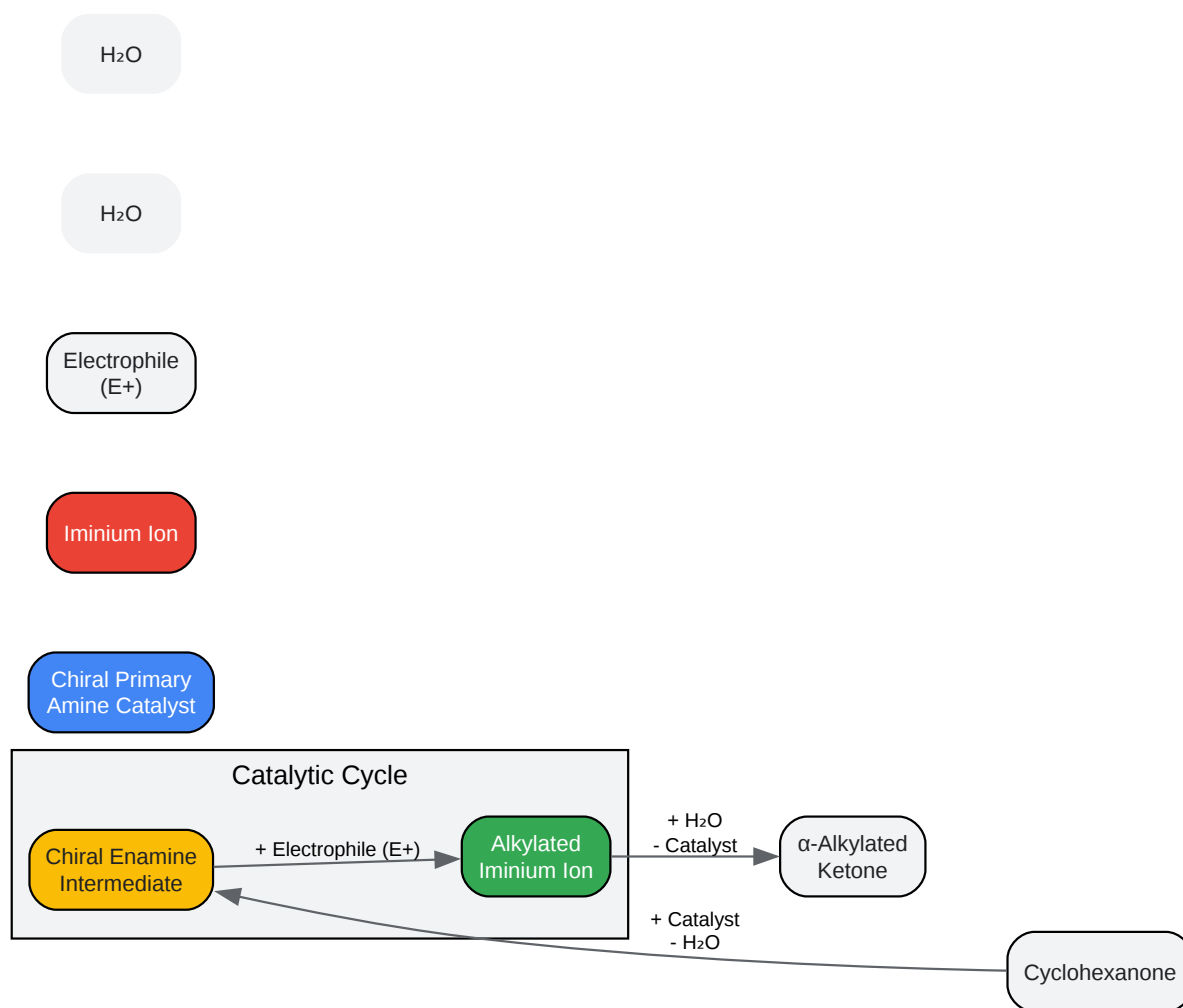 H₂O
H₂O
Electrophile
(E+)
Iminium Ion
Chiral Primary
Amine Catalyst
Catalytic Cycle
Chiral Enamine
Intermediate
+ Electrophile (E+)
Alkylated
Iminium Ion
+ H₂O
- Catalyst
α-Alkylated
Ketone
+ Catalyst
- H₂O
Cyclohexanone